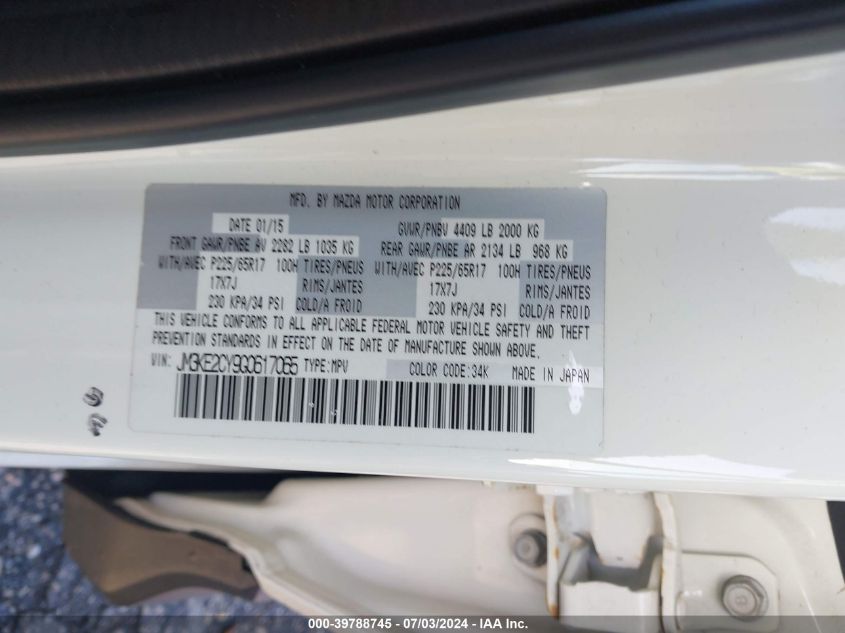 MFD. BY MAZDA MOTOR CORPORATION
DATE 01/15 GVWR/PNBV 4409 LB 2000 KG
FRONT GAWR/PNBE AV 2282 LB 1035 KG REAR GAWR/PNBE AR 2134 LB 968 KG
WITH/AVEC P225/65R17 100H TIRES/PNEUS WITH/AVEC P225/65R17 100H TIRES/PNEUS
17X7J RIMS/JANTES 17X7J RIMS/JANTES
230 KPA/34 PSI COLD/A FROID 230 KPA/34 PSI COLD/A FROID
THIS VEHICLE CONFORMS TO ALL APPLICABLE FEDERAL MOTOR VEHICLE SAFETY AND THEFT
PREVENTION STANDARDS IN EFFECT ON THE DATE OF MANUFACTURE SHOWN ABOVE.
VIN: JM3KE2CY9G0617065 TYPE:MPV COLOR CODE: 34K MADE IN JAPAN
000-39788745 - 07/03/2024 - IAA Inc.